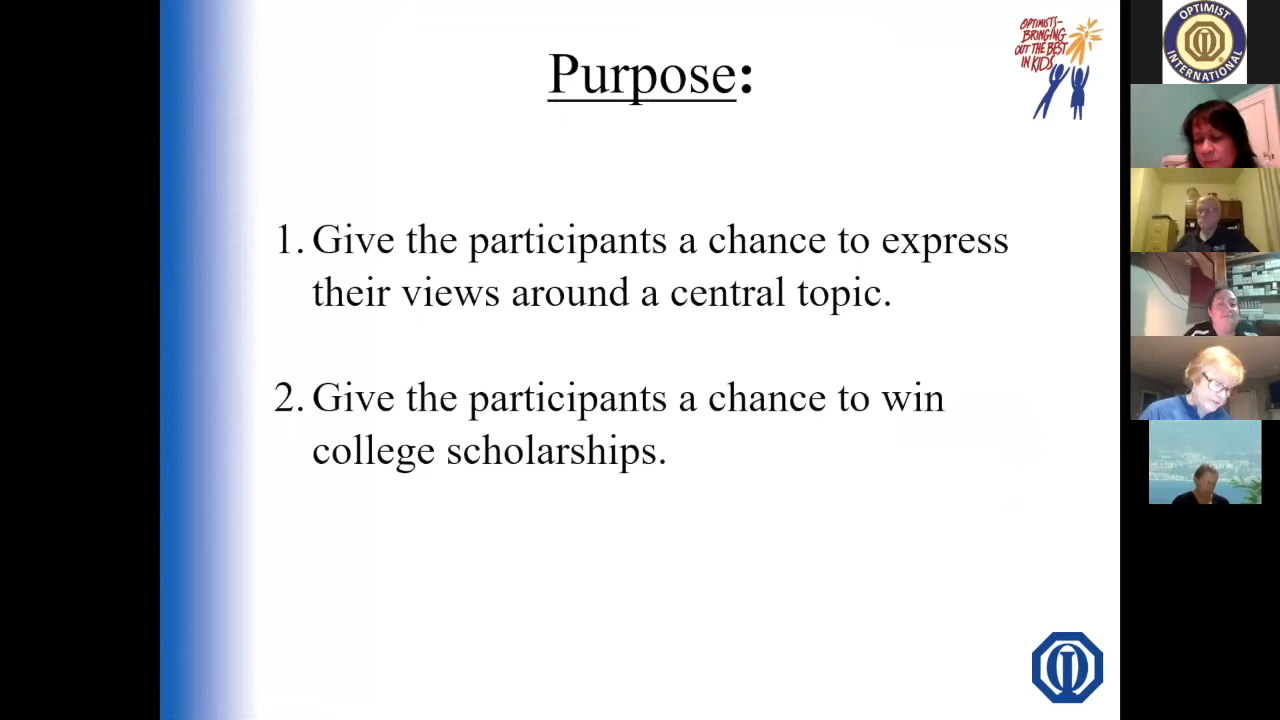 Purpose:
OPTIMISTS-
BRINGING
OUT THE BEST
IN KIDS
OPTIMIST
INTERNATIONAL
1. Give the participants a chance to express
their views around a central topic.
2. Give the participants a chance to win
college scholarships.